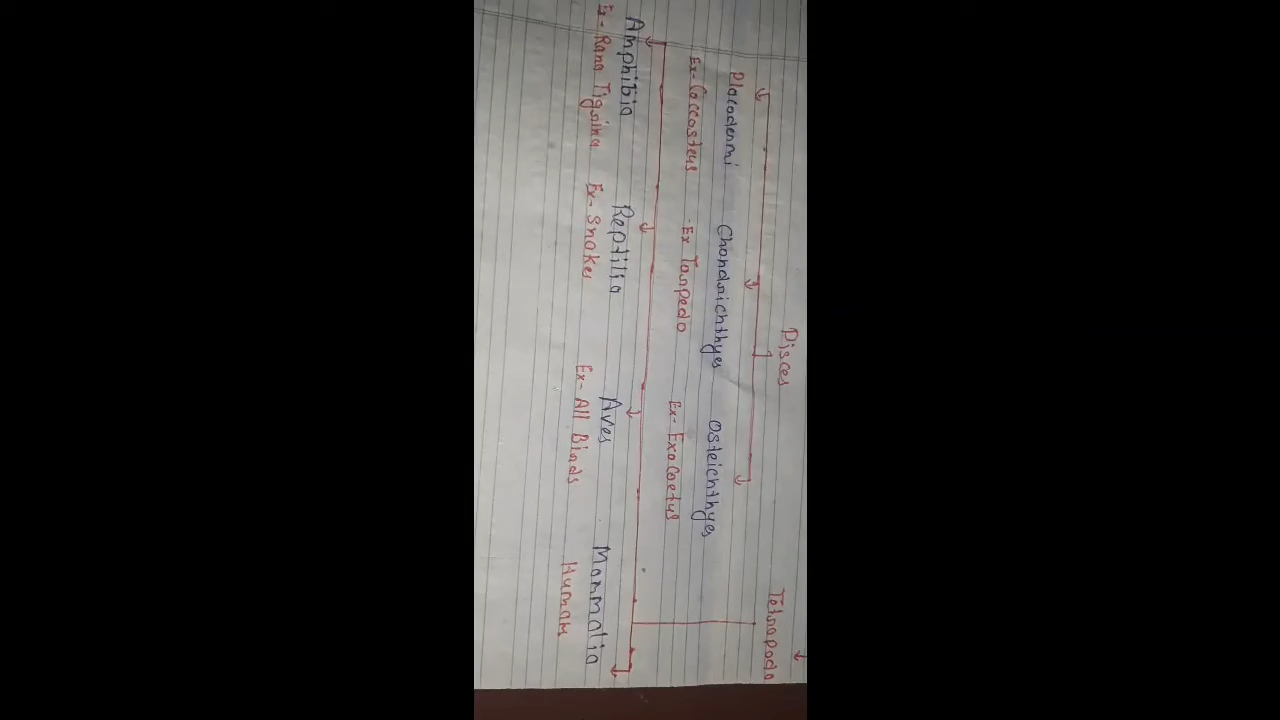 Pisces Tetrapoda
Placodermi Chondrichthyes Osteichthyes
Ex- Coccosteus Ex Torpedo Ex- Exocoetus
Amphibia Reptilia Aves Mammalia
Ex- Rana Tigrina Ex- Snakes Ex- All Birds Human